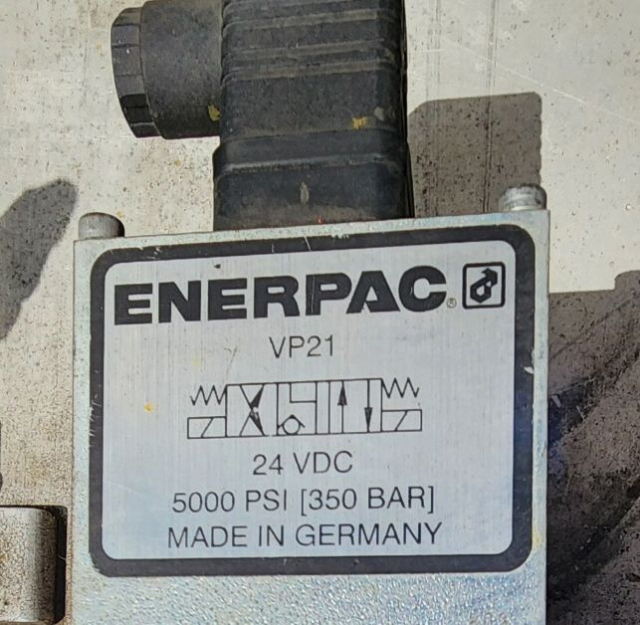 ENERPAC®
VP21
24 VDC
5000 PSI [350 BAR]
MADE IN GERMANY